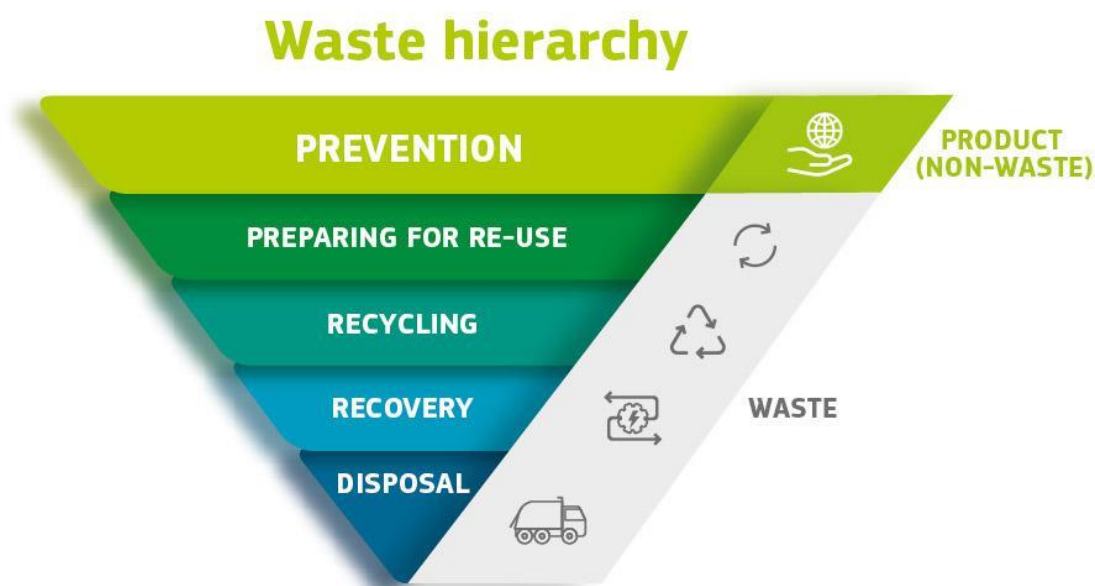 Waste hierarchy
PREVENTION
PRODUCT
(NON-WASTE)
PREPARING FOR RE-USE
RECYCLING
RECOVERY
WASTE
DISPOSAL